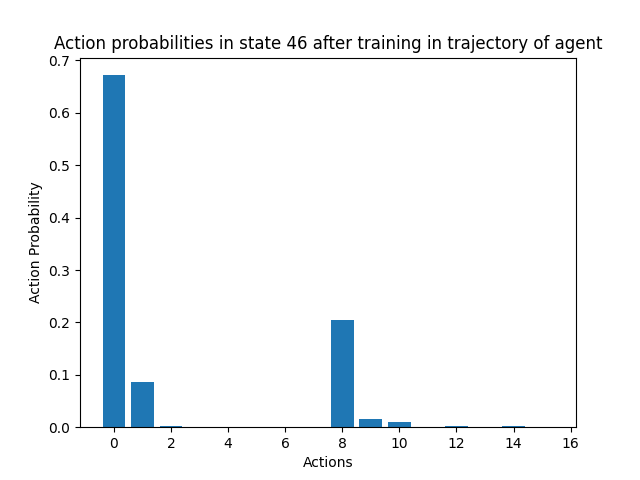 Action probabilities in state 46 after training in trajectory of agent
0.7
0.6
0.5
0.4
0.3
0.2
0.1
0.0
Action Probability
0 2 4 6 8 10 12 14 16
Actions